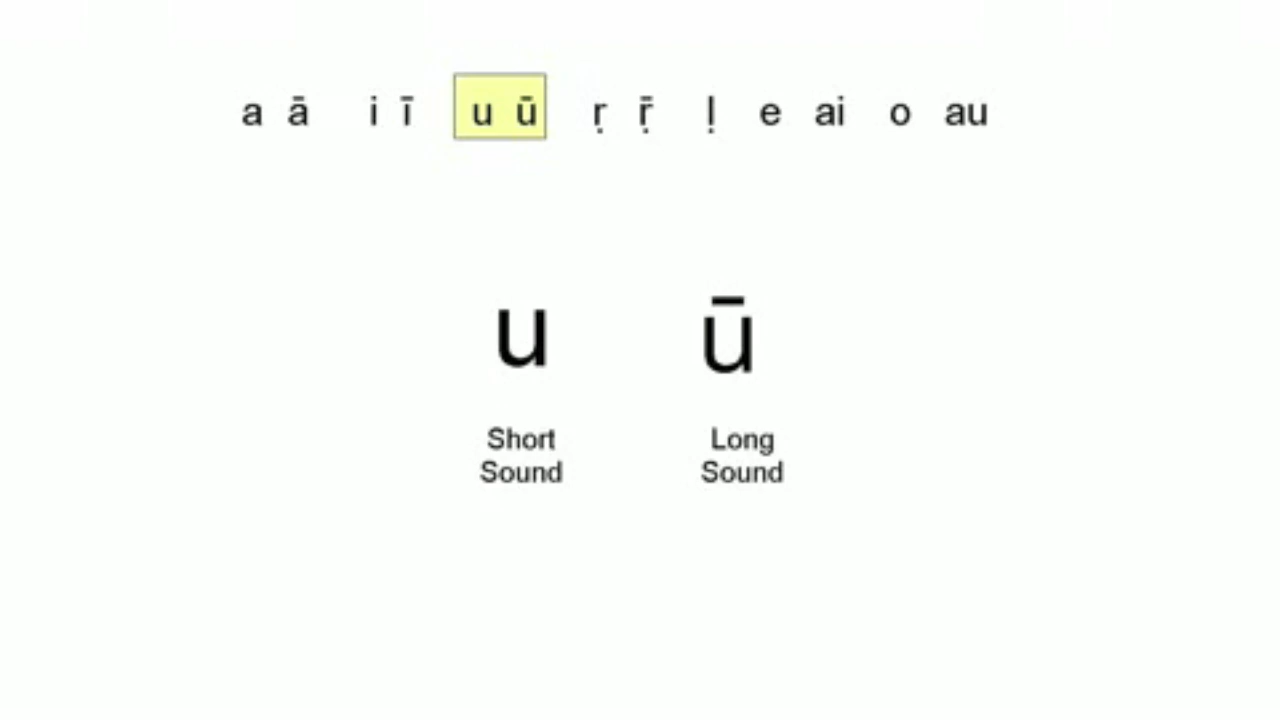 a ā i ī u ū ṛ ṝ ḷ e ai o au
u ū
Short Long
Sound Sound